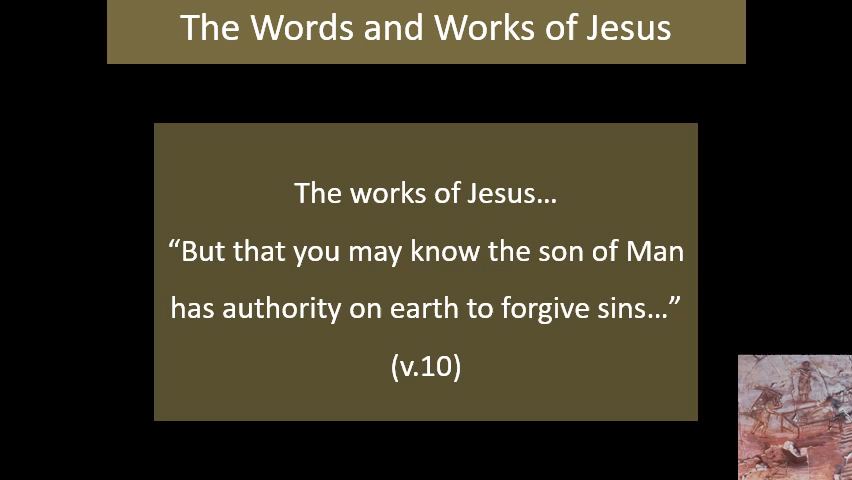 The Words and Works of Jesus
The works of Jesus…
“But that you may know the son of Man
has authority on earth to forgive sins…”
(v.10)